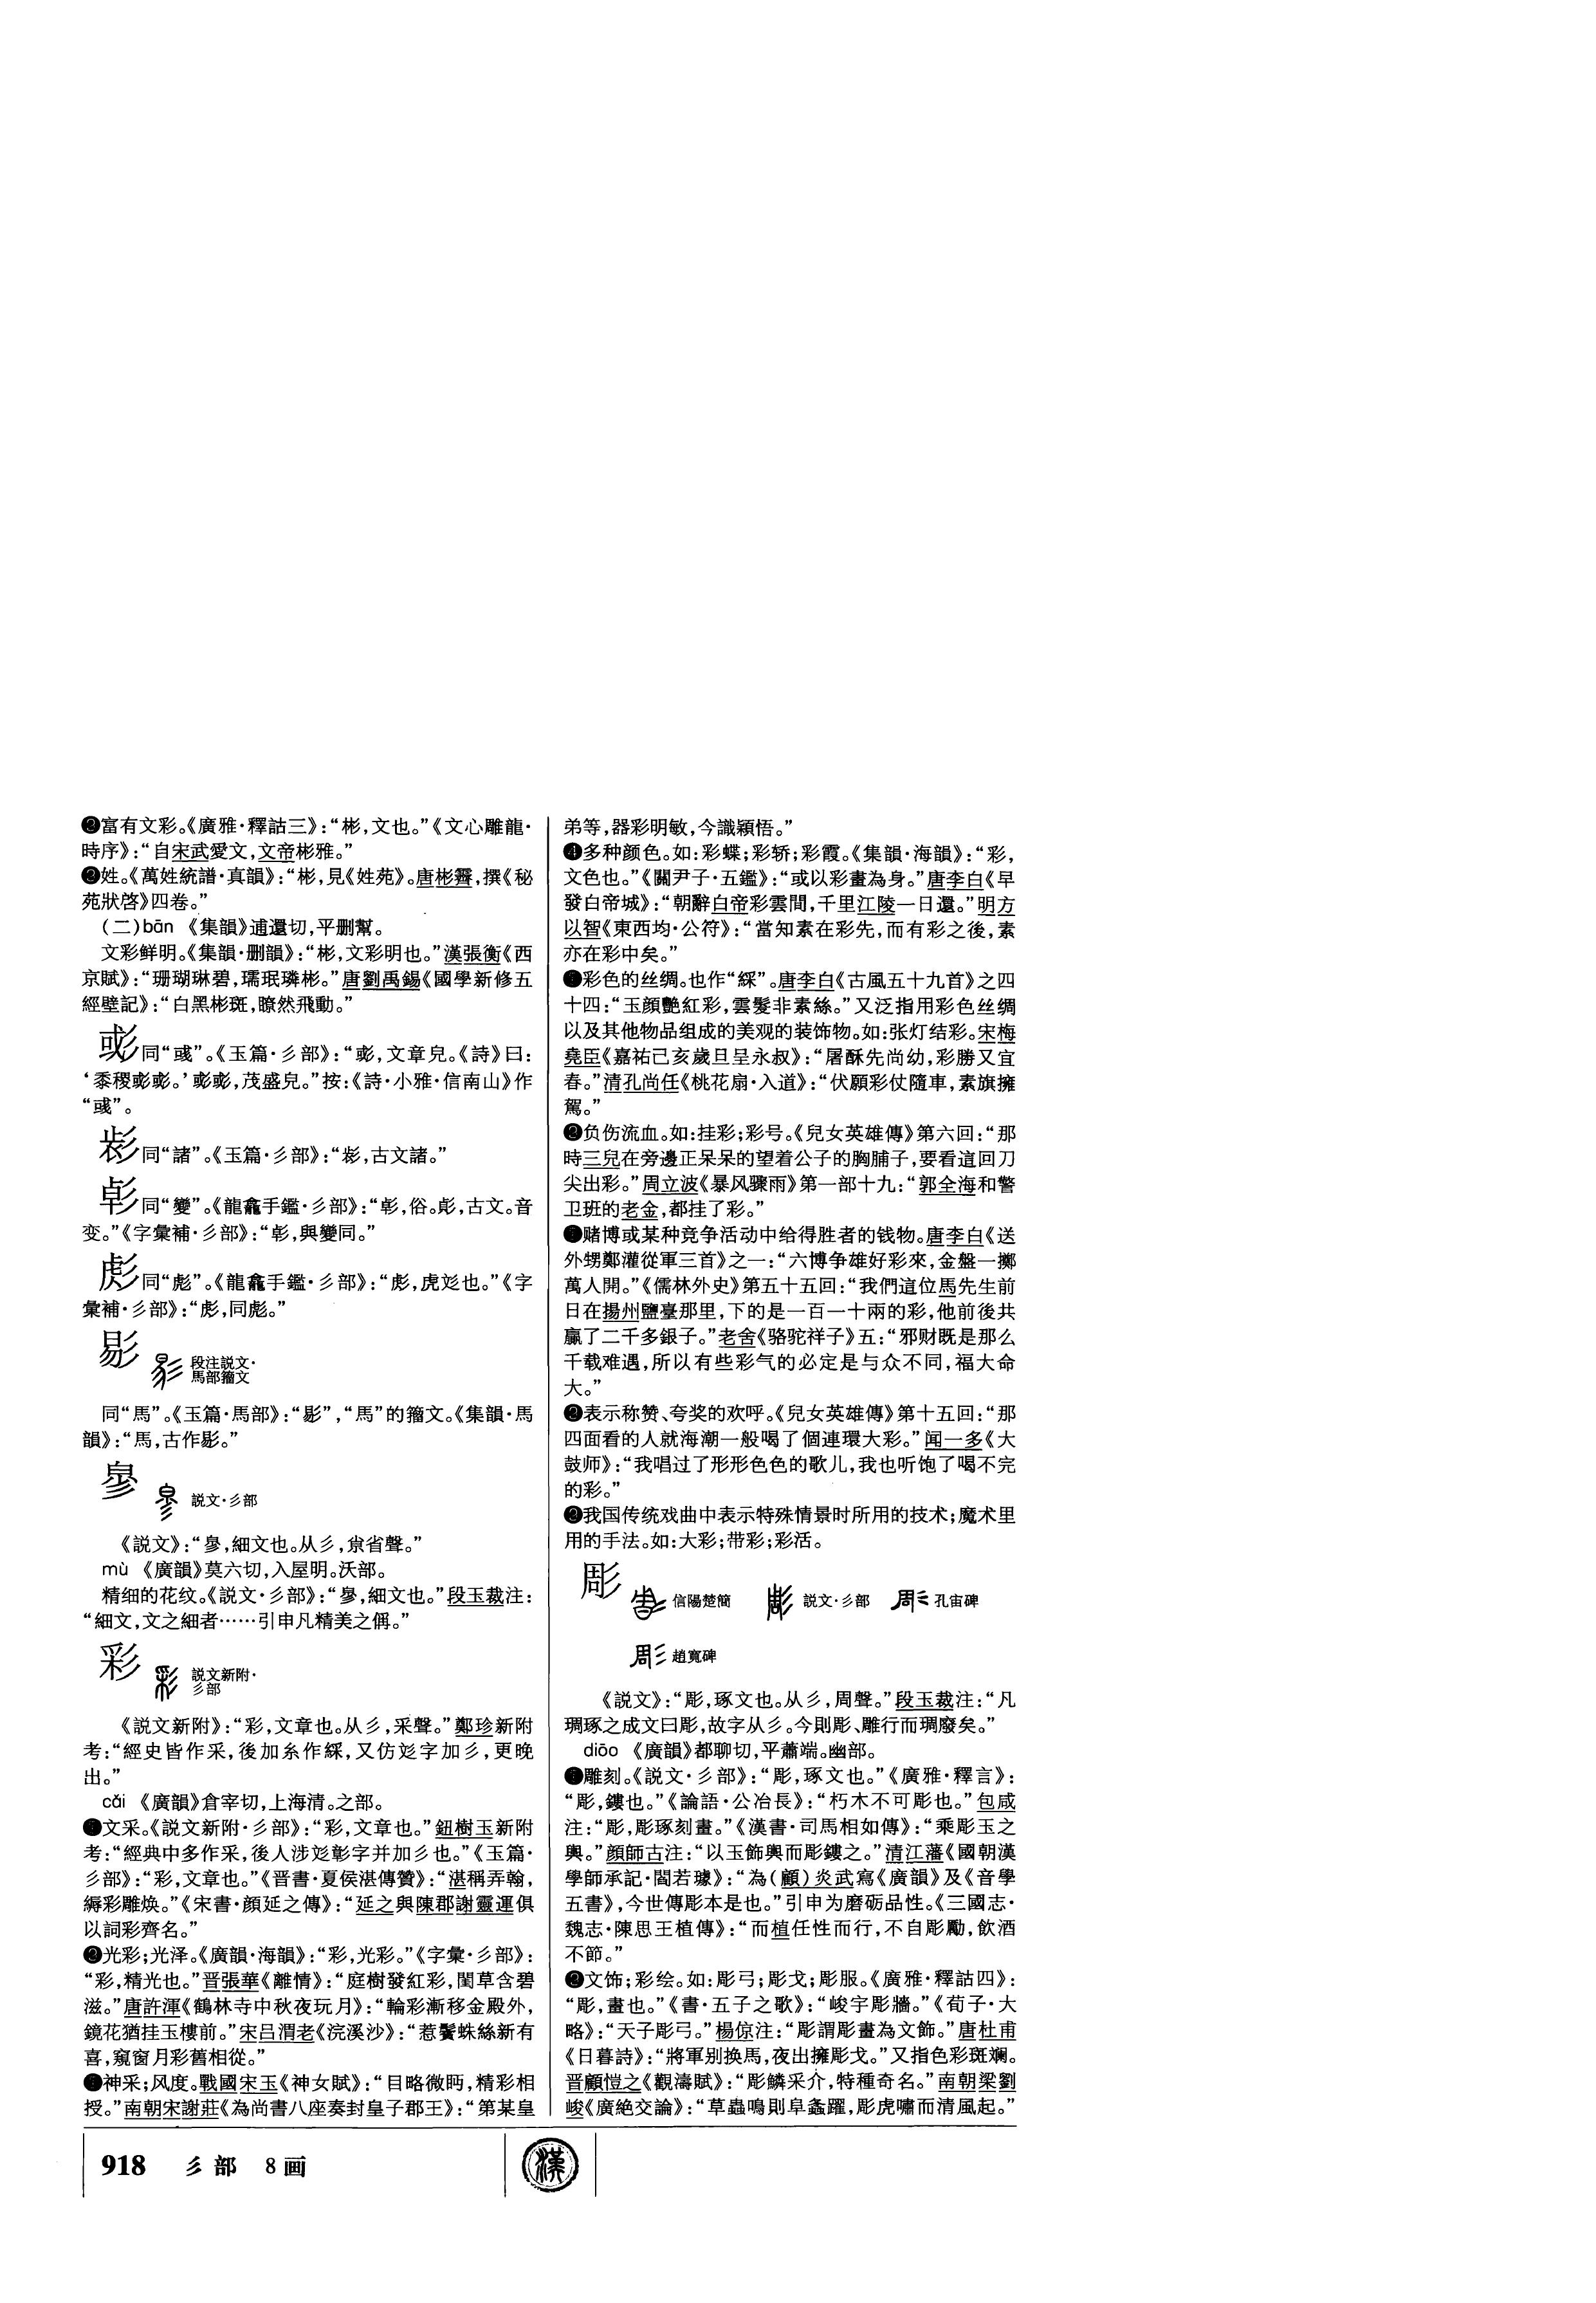 ❷富有文彩。《廣雅·釋詁三》：“彬，文也。”《文心雕龍·
時序》：“自宋武愛文，文帝彬雅。”
❷姓。《萬姓統譜·真韻》：“彬，見《姓苑》。唐彬霽，撰《秘
苑狀啓》四卷。”
(二)bān 《集韻》逋還切，平删幫。
文彩鲜明。《集韻·删韻》：“彬，文彩明也。”漢張衡《西
京賦》：“珊瑚琳碧，瓀珉璘彬。”唐劉禹錫《國學新修五
經壁記》：“白黑彬斑，瞭然飛動。”
同“彧”。《玉篇·彡部》：“，文章皃。《詩》曰：
‘黍稷。’，茂盛皃。”按：《詩·小雅·信南山》作
“彧”。
同“諸”。《玉篇·彡部》：“，古文諸。”
同“變”。《龍龕手鑑·彡部》：“，俗。，古文。音
变。”《字彙補·彡部》：“，與變同。”
同“彪”。《龍龕手鑑·彡部》：“，虎彣也。”《字
彙補·彡部》：“，同彪。”
段注説文·
馬部籀文
同“馬”。《玉篇·馬部》：“”，“馬”的籀文。《集韻·馬
韻》：“馬，古作。”
㣎 説文·彡部
《説文》：“㣎，細文也。从彡，㡯省聲。”
mù 《廣韻》莫六切，入屋明。沃部。
精细的花纹。《説文·彡部》：“㣎，細文也。”段玉裁注：
“細文，文之細者……引申凡精美之偁。”
彩 説文新附·
彡部
《説文新附》：“彩，文章也。从彡，采聲。”鄭珍新附
考：“經史皆作采，後加糸作綵，又仿彣字加彡，更晚
出。”
cǎi 《廣韻》倉宰切，上海清。之部。
❶文采。《説文新附·彡部》：“彩，文章也。”鈕樹玉新附
考：“經典中多作采，後人涉彣彰字并加彡也。”《玉篇·
彡部》：“彩，文章也。”《晋書·夏侯湛傳贊》：“湛稱弄翰，
縟彩雕焕。”《宋書·顔延之傳》：“延之與陳郡謝靈運俱
以詞彩齊名。”
❷光彩；光泽。《廣韻·海韻》：“彩，光彩。”《字彙·彡部》：
“彩，精光也。”晋張華《離情》：“庭樹發紅彩，閨草含碧
滋。”唐許渾《鶴林寺中秋夜玩月》：“輪彩漸移金殿外，
鏡花猶挂玉樓前。”宋吕渭老《浣溪沙》：“惹鬢蛛絲新有
喜，窺窗月彩舊相從。”
❸神采；风度。戰國宋玉《神女賦》：“目略微眄，精彩相
授。”南朝宋謝莊《為尚書八座奏封皇子郡王》：“第某皇
弟等，器彩明敏，今識穎悟。”
❹多种颜色。如：彩蝶；彩轿；彩霞。《集韻·海韻》：“彩，
文色也。”《關尹子·五鑑》：“或以彩畫為身。”唐李白《早
發白帝城》：“朝辭白帝彩雲間，千里江陵一日還。”明方
以智《東西均·公符》：“當知素在彩先，而有彩之後，素
亦在彩中矣。”
彩色的丝绸。也作“綵”。唐李白《古風五十九首》之四
十四：“玉顔艷紅彩，雲髮非素絲。”又泛指用彩色丝绸
以及其他物品组成的美观的装饰物。如：张灯结彩。宋梅
堯臣《嘉祐己亥歲旦呈永叔》：“屠酥先尚幼，彩勝又宜
春。”清孔尚任《桃花扇·入道》：“伏願彩仗隨車，素旗擁
駕。”
❷负伤流血。如：挂彩；彩号。《兒女英雄傳》第六回：“那
時三兒在旁邊正呆呆的望着公子的胸脯子，要看這回刀
尖出彩。”周立波《暴风骤雨》第一部十九：“郭全海和警
卫班的老金，都挂了彩。”
赌博或某种竞争活动中给得胜者的钱物。唐李白《送
外甥鄭灌從軍三首》之一：“六博争雄好彩來，金盤一擲
萬人開。”《儒林外史》第五十五回：“我們這位馬先生前
日在揚州鹽臺那里，下的是一百一十兩的彩，他前後共
贏了二千多銀子。”老舍《骆驼祥子》五：“邪财既是那么
千载难遇，所以有些彩气的必定是与众不同，福大命
大。”
❷表示称赞、夸奖的欢呼。《兒女英雄傳》第十五回：“那
四面看的人就海潮一般喝了個連環大彩。”闻一多《大
鼓师》：“我唱过了形形色色的歌儿，我也听饱了喝不完
的彩。”
❷我国传统戏曲中表示特殊情景时所用的技术；魔术里
用的手法。如：大彩；带彩；彩活。
彫 信陽楚簡 説文·彡部 孔宙碑
趙寬碑
《説文》：“彫，琢文也。从彡，周聲。”段玉裁注：“凡
琱琢之成文曰彫，故字从彡。今則彫、雕行而琱廢矣。”
diāo 《廣韻》都聊切，平蕭端。幽部。
❶雕刻。《説文·彡部》：“彫，琢文也。”《廣雅·釋言》：
“彫，鏤也。”《論語·公冶長》：“朽木不可彫也。”包咸
注：“彫，彫琢刻畫。”《漢書·司馬相如傳》：“乘彫玉之
輿。”顔師古注：“以玉飾輿而彫鏤之。”清江藩《國朝漢
學師承記·閻若璩》：“為（顧）炎武寫《廣韻》及《音學
五書》，今世傳彫本是也。”引申为磨砺品性。《三國志·
魏志·陳思王植傳》：“而植任性而行，不自彫勵，飲酒
不節。”
❷文饰；彩绘。如：彫弓；彫戈；彫服。《廣雅·釋詁四》：
“彫，畫也。”《書·五子之歌》：“峻宇彫牆。”《荀子·大
略》：“天子彫弓。”楊倞注：“彫謂彫畫為文飾。”唐杜甫
《日暮詩》：“將軍别换馬，夜出擁彫戈。”又指色彩斑斓。
晋顧愷之《觀濤賦》：“彫鱗采介，特種奇名。”南朝梁劉
峻《廣絶交論》：“草蟲鳴則阜螽躍，彫虎嘯而清風起。”
918 彡部 8画
漢